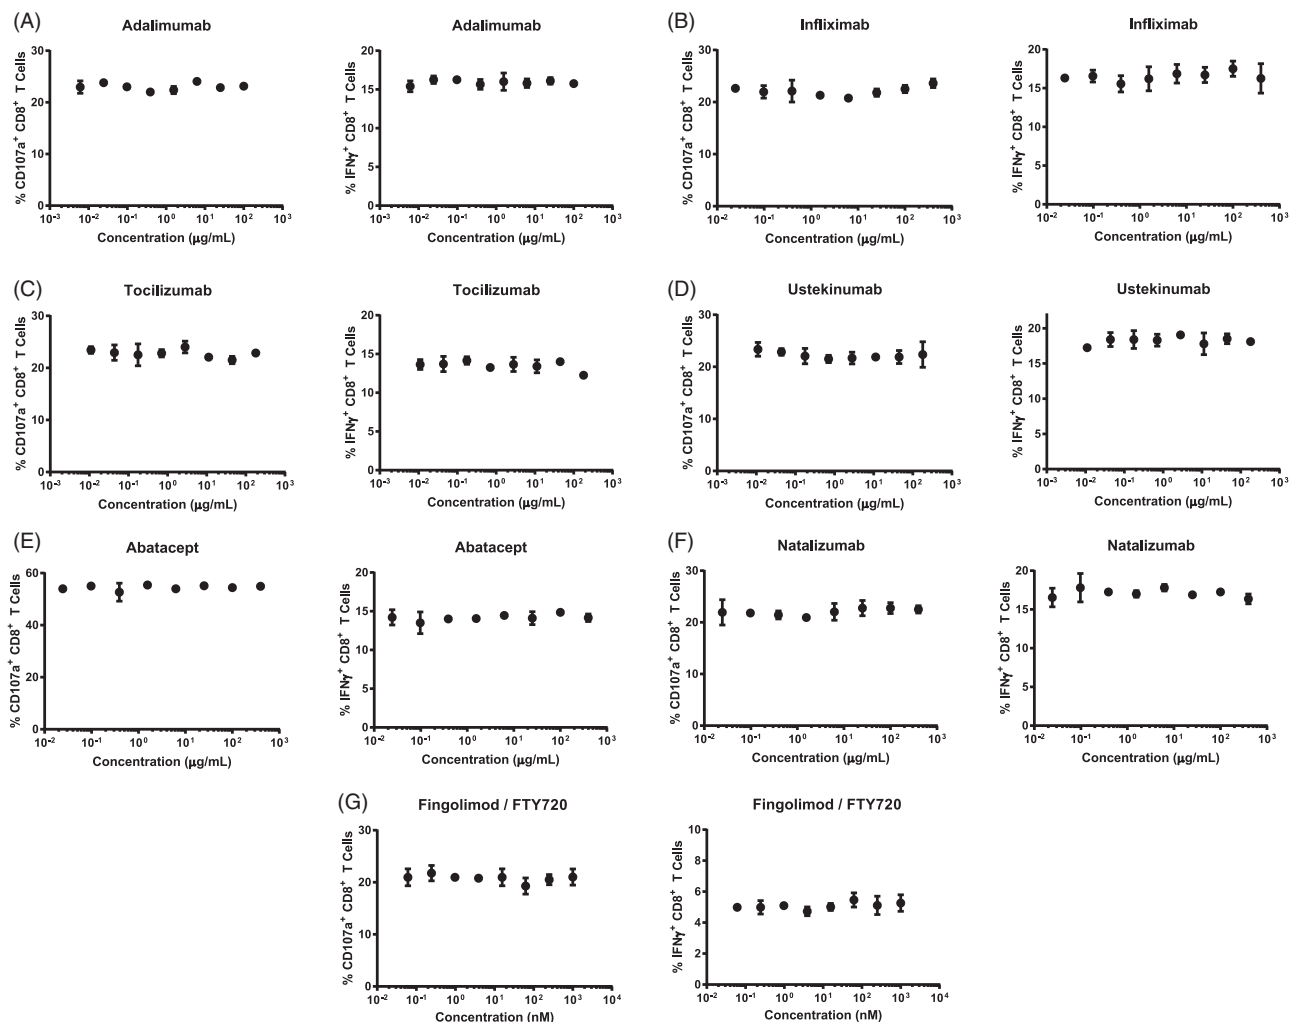 (A)
Adalimumab
% CD107a⁺ CD8⁺ T Cells
30
20
10
0
10⁻³ 10⁻² 10⁻¹ 10⁰ 10¹ 10² 10³
Concentration (μg/mL)
Adalimumab
% IFNγ⁺ CD8⁺ T Cells
20
15
10
5
0
10⁻³ 10⁻² 10⁻¹ 10⁰ 10¹ 10² 10³
Concentration (μg/mL)
(B)
Infliximab
% CD107a⁺ CD8⁺ T Cells
30
20
10
0
10⁻² 10⁻¹ 10⁰ 10¹ 10² 10³
Concentration (μg/mL)
Infliximab
% IFNγ⁺ CD8⁺ T Cells
20
15
10
5
0
10⁻² 10⁻¹ 10⁰ 10¹ 10² 10³
Concentration (μg/mL)
(C)
Tocilizumab
% CD107a⁺ CD8⁺ T Cells
30
20
10
0
10⁻³ 10⁻² 10⁻¹ 10⁰ 10¹ 10² 10³
Concentration (μg/mL)
Tocilizumab
% IFNγ⁺ CD8⁺ T Cells
20
15
10
5
0
10⁻³ 10⁻² 10⁻¹ 10⁰ 10¹ 10² 10³
Concentration (μg/mL)
(D)
Ustekinumab
% CD107a⁺ CD8⁺ T Cells
30
20
10
0
10⁻³ 10⁻² 10⁻¹ 10⁰ 10¹ 10² 10³
Concentration (μg/mL)
Ustekinumab
% IFNγ⁺ CD8⁺ T Cells
20
15
10
5
0
10⁻³ 10⁻² 10⁻¹ 10⁰ 10¹ 10² 10³
Concentration (μg/mL)
(E)
Abatacept
% CD107a⁺ CD8⁺ T Cells
60
40
20
0
10⁻² 10⁻¹ 10⁰ 10¹ 10² 10³
Concentration (μg/mL)
Abatacept
% IFNγ⁺ CD8⁺ T Cells
20
15
10
5
0
10⁻² 10⁻¹ 10⁰ 10¹ 10² 10³
Concentration (μg/mL)
(F)
Natalizumab
% CD107a⁺ CD8⁺ T Cells
30
20
10
0
10⁻² 10⁻¹ 10⁰ 10¹ 10² 10³
Concentration (μg/mL)
Natalizumab
% IFNγ⁺ CD8⁺ T Cells
20
15
10
5
0
10⁻² 10⁻¹ 10⁰ 10¹ 10² 10³
Concentration (μg/mL)
(G)
Fingolimod / FTY720
% CD107a⁺ CD8⁺ T Cells
30
20
10
0
10⁻² 10⁻¹ 10⁰ 10¹ 10² 10³ 10⁴
Concentration (nM)
Fingolimod / FTY720
% IFNγ⁺ CD8⁺ T Cells
10
8
6
4
2
0
10⁻² 10⁻¹ 10⁰ 10¹ 10² 10³ 10⁴
Concentration (nM)